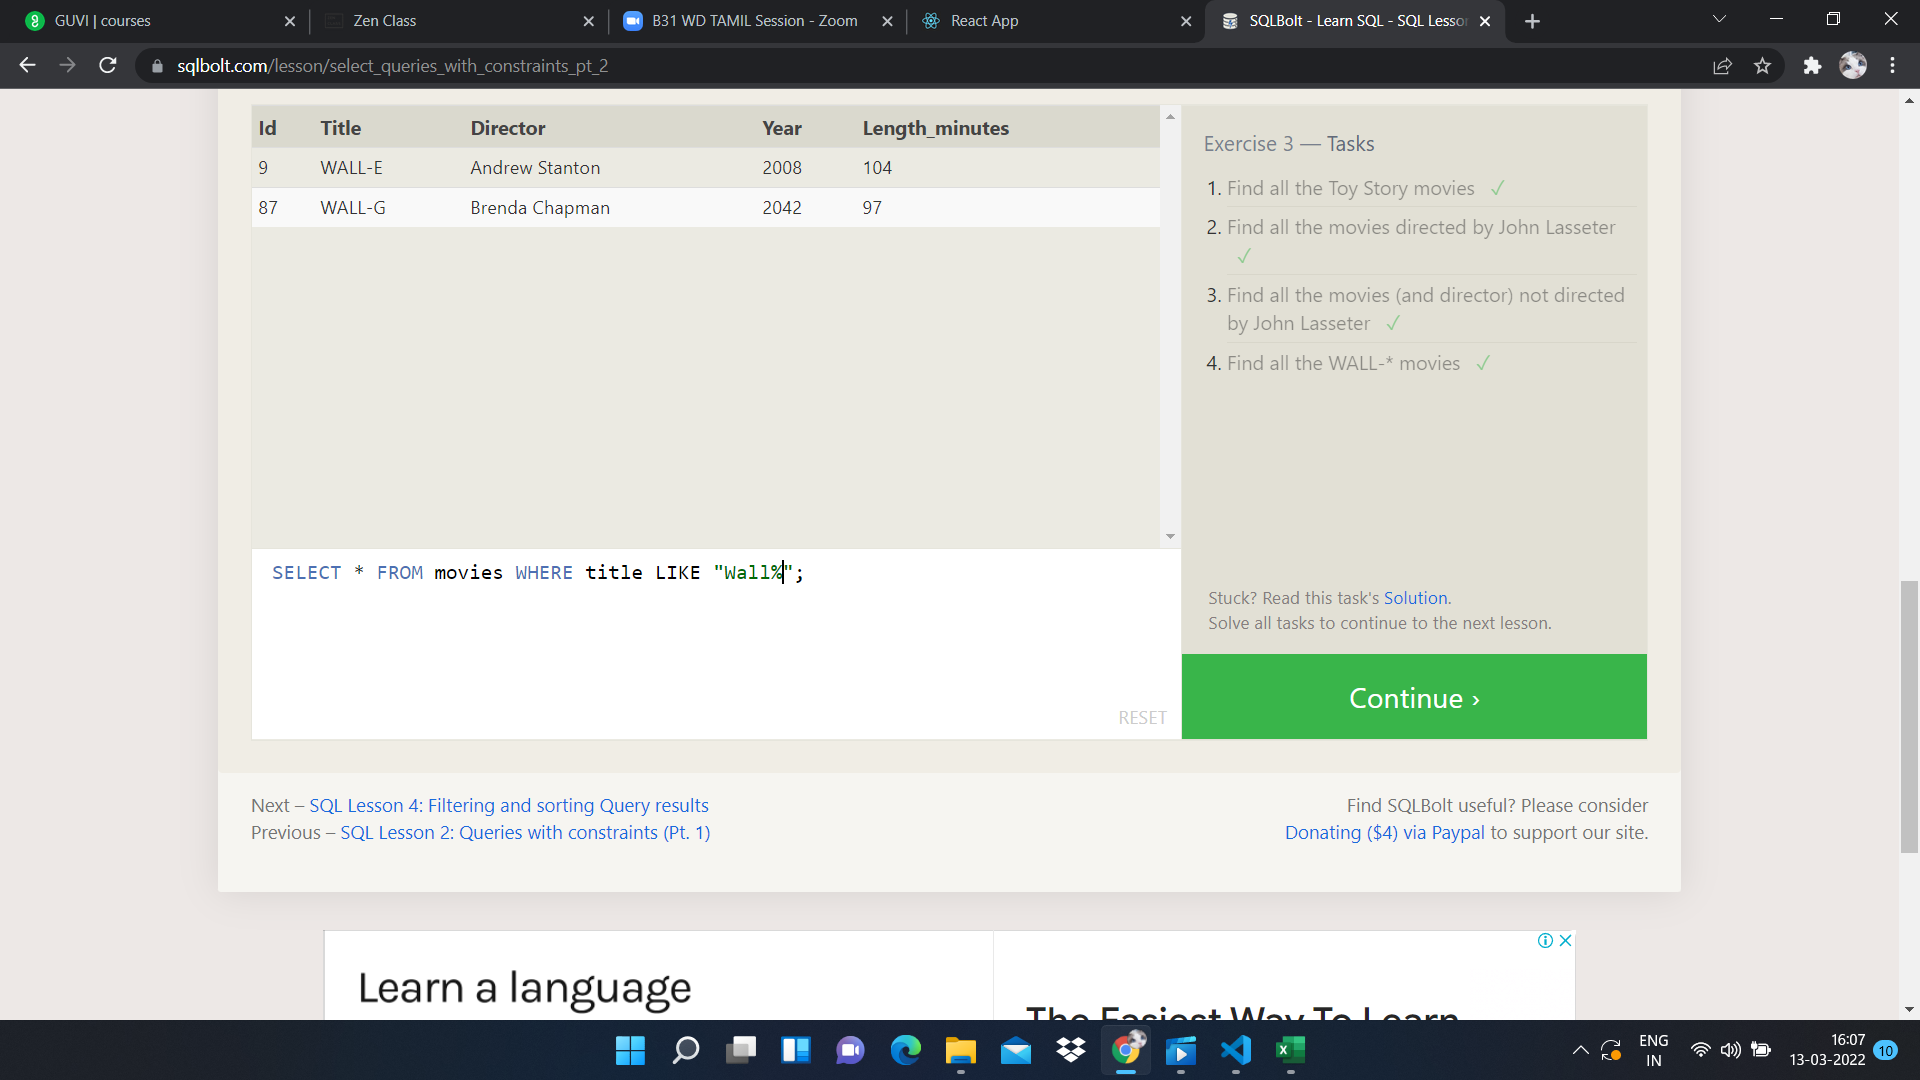 GUVI | courses
Zen Class
B31 WD TAMIL Session - Zoom
React App
SQLBolt - Learn SQL - SQL Lesso
sqlbolt.com/lesson/select_queries_with_constraints_pt_2
Id Title Director Year Length_minutes
9 WALL-E Andrew Stanton 2008 104
87 WALL-G Brenda Chapman 2042 97
SELECT * FROM movies WHERE title LIKE "Wall%";
RESET
Exercise 3 — Tasks
1. Find all the Toy Story movies ✓
2. Find all the movies directed by John Lasseter
✓
3. Find all the movies (and director) not directed
by John Lasseter ✓
4. Find all the WALL-* movies ✓
Stuck? Read this task's Solution.
Solve all tasks to continue to the next lesson.
Continue ›
Next – SQL Lesson 4: Filtering and sorting Query results
Previous – SQL Lesson 2: Queries with constraints (Pt. 1)
Find SQLBolt useful? Please consider
Donating ($4) via Paypal to support our site.
Learn a language
The Easiest Way To Learn
ENG
IN
16:07
13-03-2022
10